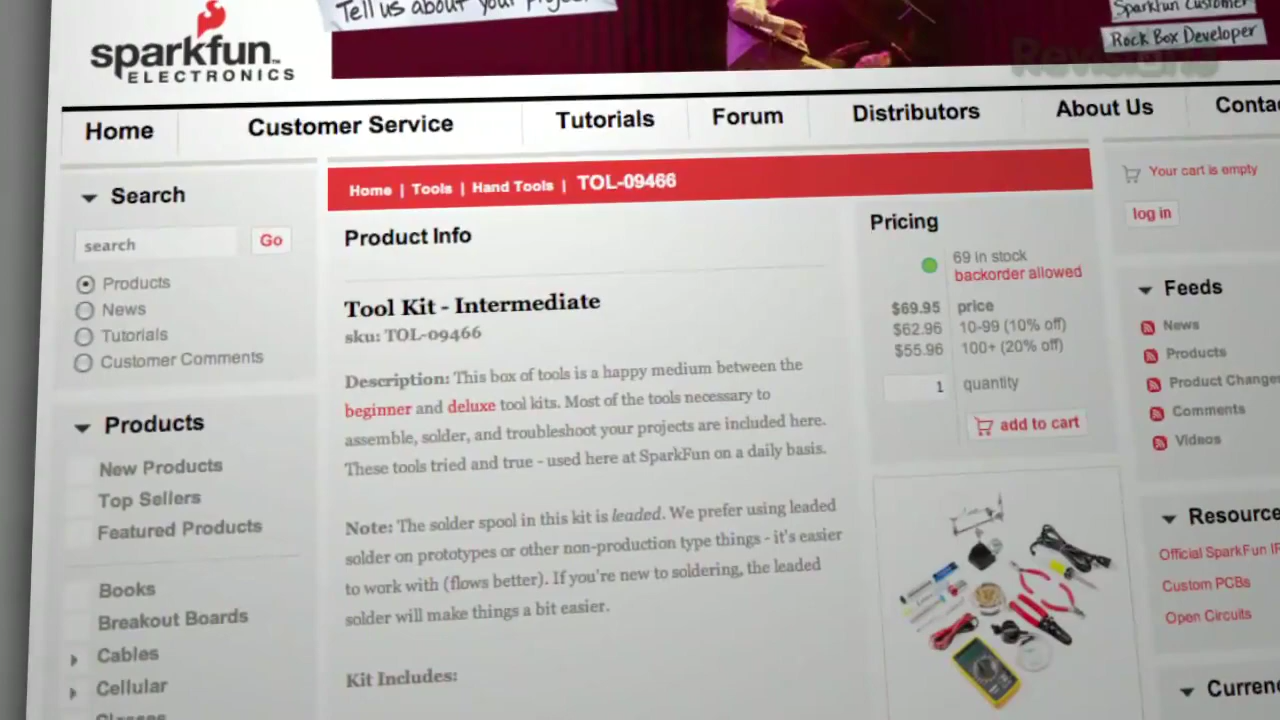 Tell us about your project
Sparkfun Customer
Rock Box Developer
Revision3
sparkfun™
ELECTRONICS
Home
Customer Service
Tutorials
Forum
Distributors
About Us
Search
search
Go
Products
News
Tutorials
Customer Comments
Products
New Products
Top Sellers
Featured Products
Books
Breakout Boards
Cables
Cellular
Home | Tools | Hand Tools | TOL-09466
Product Info
Tool Kit - Intermediate
sku: TOL-09466
Description: This box of tools is a happy medium between the
beginner and deluxe tool kits. Most of the tools necessary to
assemble, solder, and troubleshoot your projects are included here.
These tools tried and true - used here at SparkFun on a daily basis.
Note: The solder spool in this kit is leaded. We prefer using leaded
solder on prototypes or other non-production type things - it's easier
to work with (flows better). If you're new to soldering, the leaded
solder will make things a bit easier.
Kit Includes:
Pricing
69 in stock
backorder allowed
$69.95 price
$62.96 10-99 (10% off)
$55.96 100+ (20% off)
1 quantity
add to cart
Your cart is empty
log in
Feeds
News
Products
Product Changes
Comments
Videos
Resource
Official SparkFun
Custom PCBs
Open Circuits